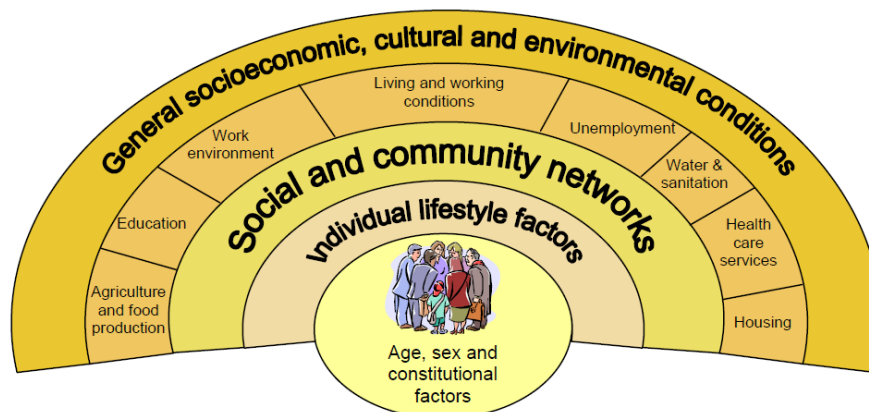 General socioeconomic, cultural and environmental conditions
Living and working
conditions
Work
environment
Unemployment
Water &
sanitation
Education
Health
care
services
Agriculture
and food
production
Housing
Social and community networks
Individual lifestyle factors
Age, sex and
constitutional
factors